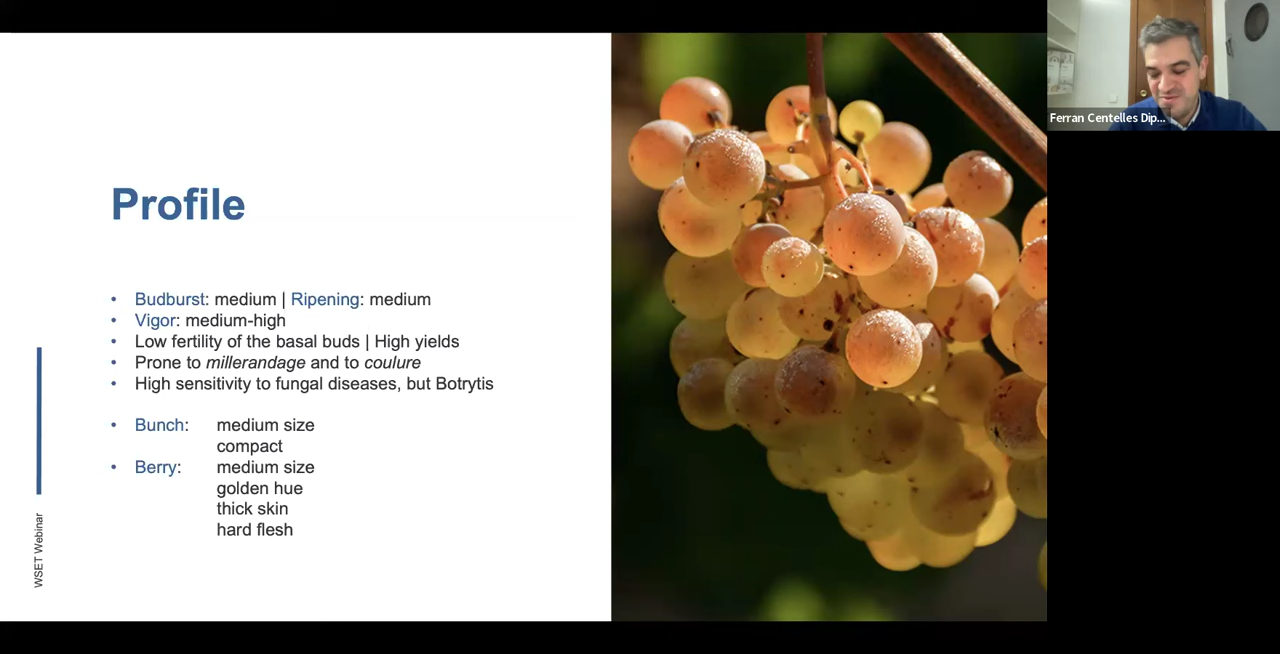 Profile
• Budburst: medium | Ripening: medium
• Vigor: medium-high
• Low fertility of the basal buds | High yields
• Prone to millerandage and to coulure
• High sensitivity to fungal diseases, but Botrytis
• Bunch: medium size
compact
• Berry: medium size
golden hue
thick skin
hard flesh
WSET Webinar
Ferran Centelles Dip...